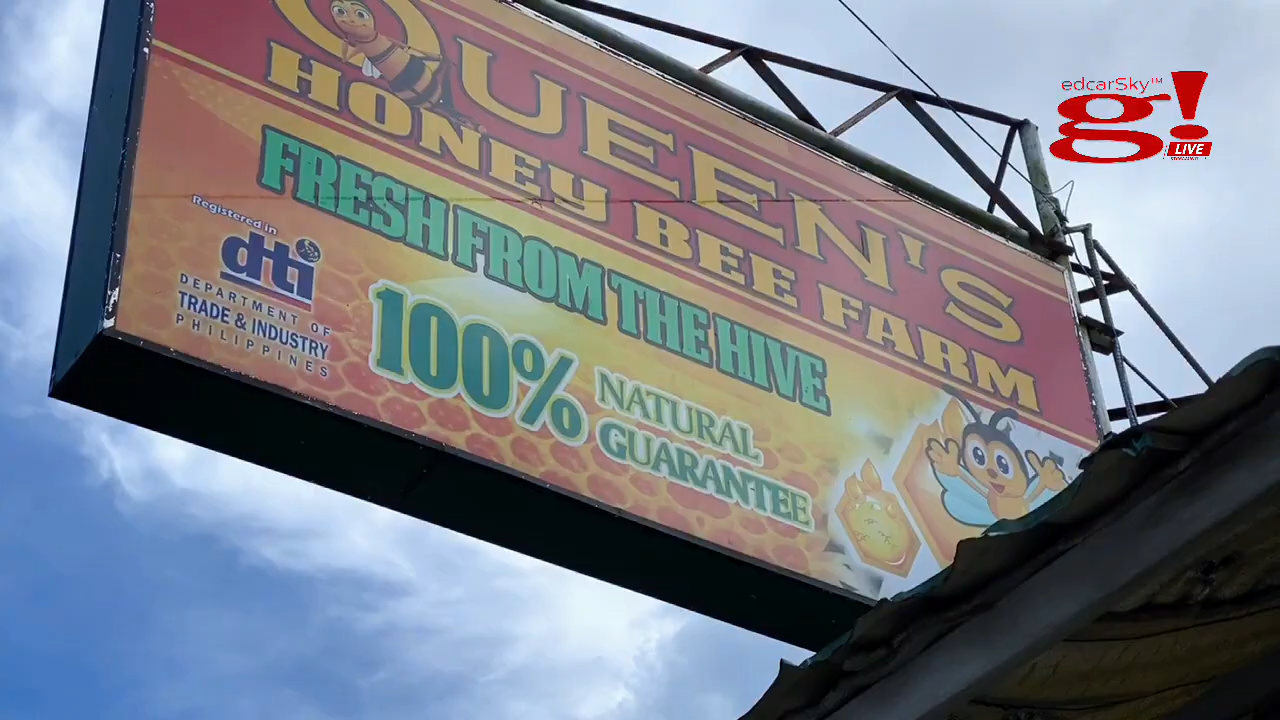 edcarSky™
g! LIVE
QUEEN'S
HONEY BEE FARM
FRESH FROM THE HIVE
Registered in
dti
DEPARTMENT OF
TRADE & INDUSTRY
PHILIPPINES
100%
NATURAL
GUARANTEE